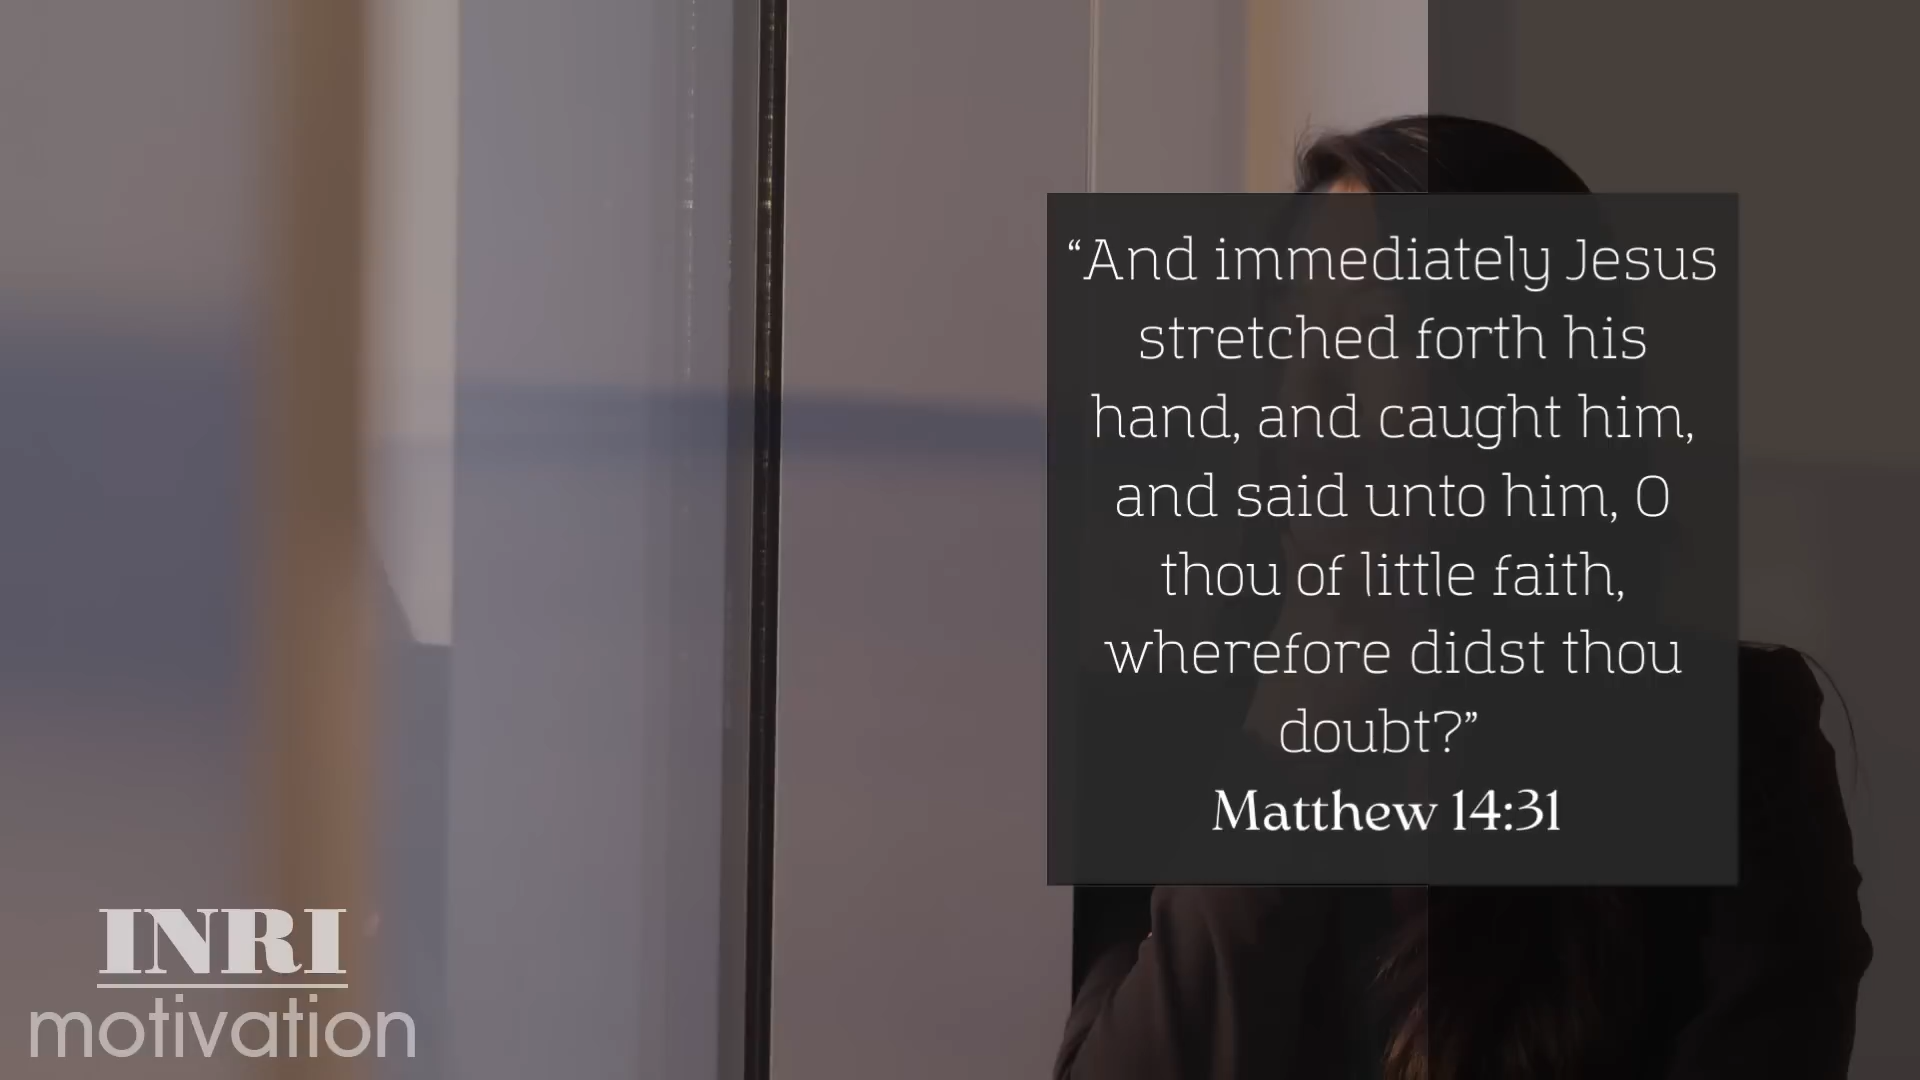 “And immediately Jesus
stretched forth his
hand, and caught him,
and said unto him, O
thou of little faith,
wherefore didst thou
doubt?”
Matthew 14:31
INRI
motivation